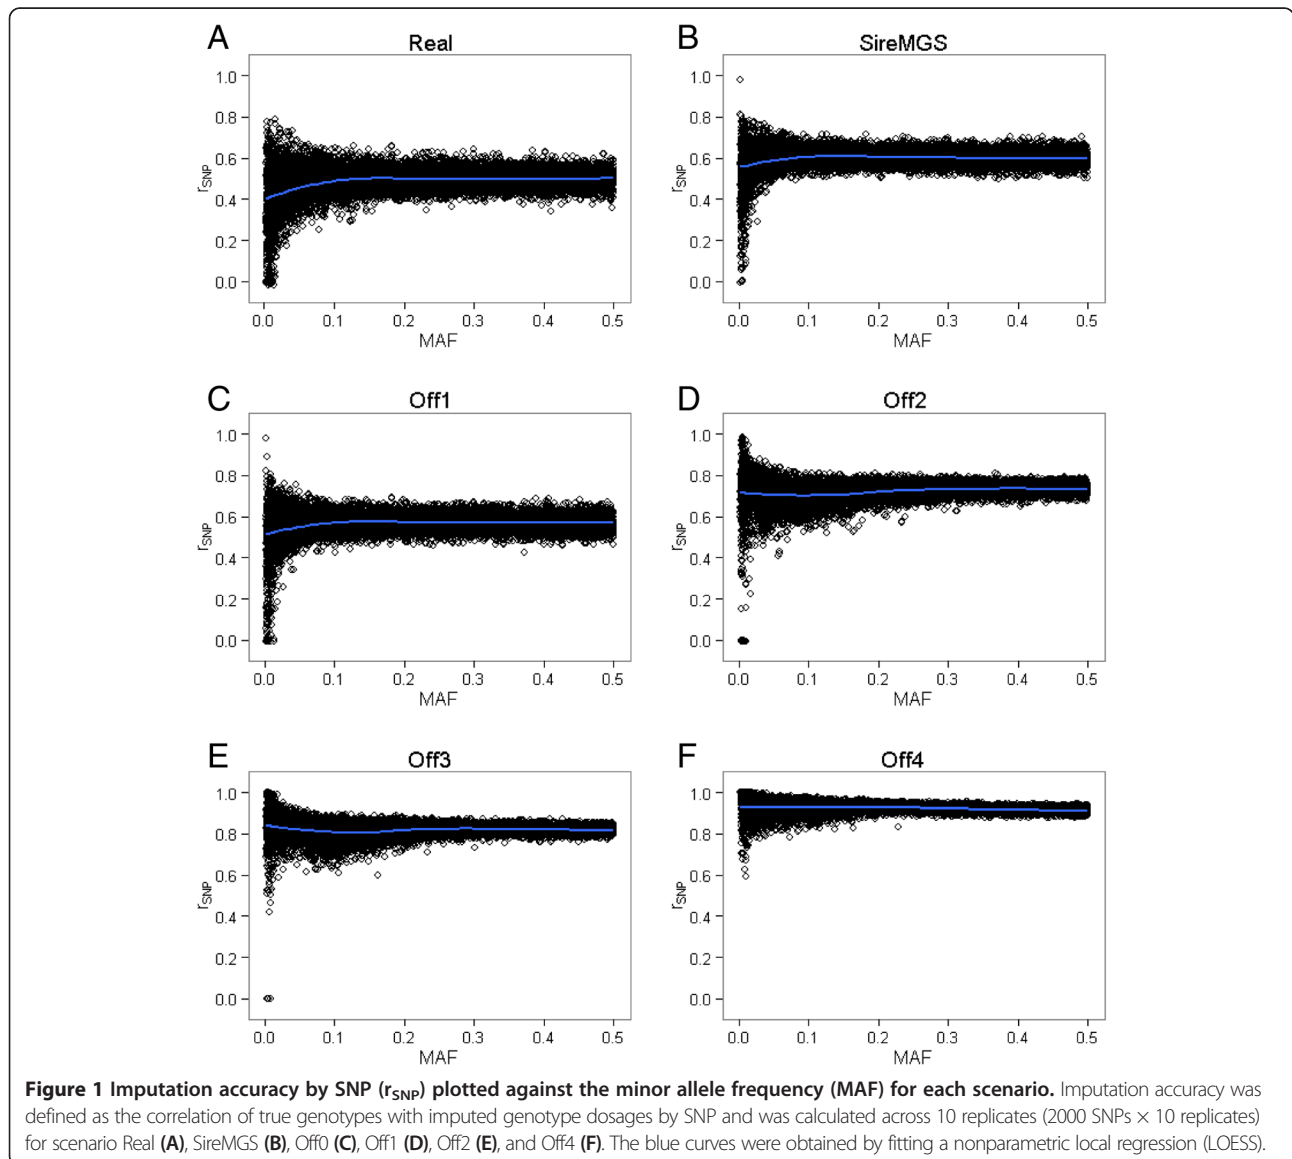 A
Real
1.0
0.8
0.6
0.4
0.2
0.0
rSNP
0.0 0.1 0.2 0.3 0.4 0.5
MAF
B
SireMGS
1.0
0.8
0.6
0.4
0.2
0.0
rSNP
0.0 0.1 0.2 0.3 0.4 0.5
MAF
C
Off1
1.0
0.8
0.6
0.4
0.2
0.0
rSNP
0.0 0.1 0.2 0.3 0.4 0.5
MAF
D
Off2
1.0
0.8
0.6
0.4
0.2
0.0
rSNP
0.0 0.1 0.2 0.3 0.4 0.5
MAF
E
Off3
1.0
0.8
0.6
0.4
0.2
0.0
rSNP
0.0 0.1 0.2 0.3 0.4 0.5
MAF
F
Off4
1.0
0.8
0.6
0.4
0.2
0.0
rSNP
0.0 0.1 0.2 0.3 0.4 0.5
MAF
Figure 1 Imputation accuracy by SNP (rSNP) plotted against the minor allele frequency (MAF) for each scenario. Imputation accuracy was
defined as the correlation of true genotypes with imputed genotype dosages by SNP and was calculated across 10 replicates (2000 SNPs × 10 replicates)
for scenario Real (A), SireMGS (B), Off0 (C), Off1 (D), Off2 (E), and Off4 (F). The blue curves were obtained by fitting a nonparametric local regression (LOESS).